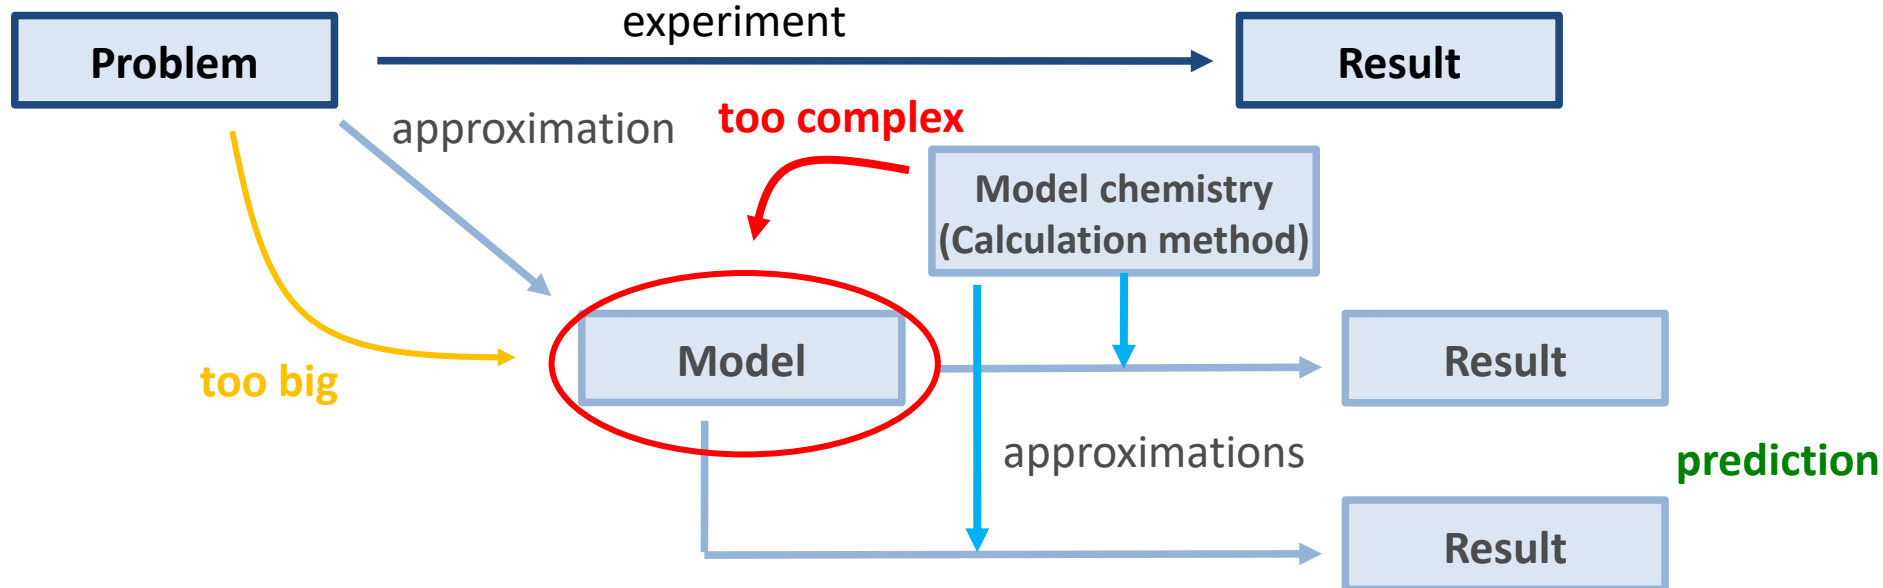 experiment
Problem
Result
approximation
too complex
Model chemistry
(Calculation method)
Model
Result
too big
approximations
prediction
Result